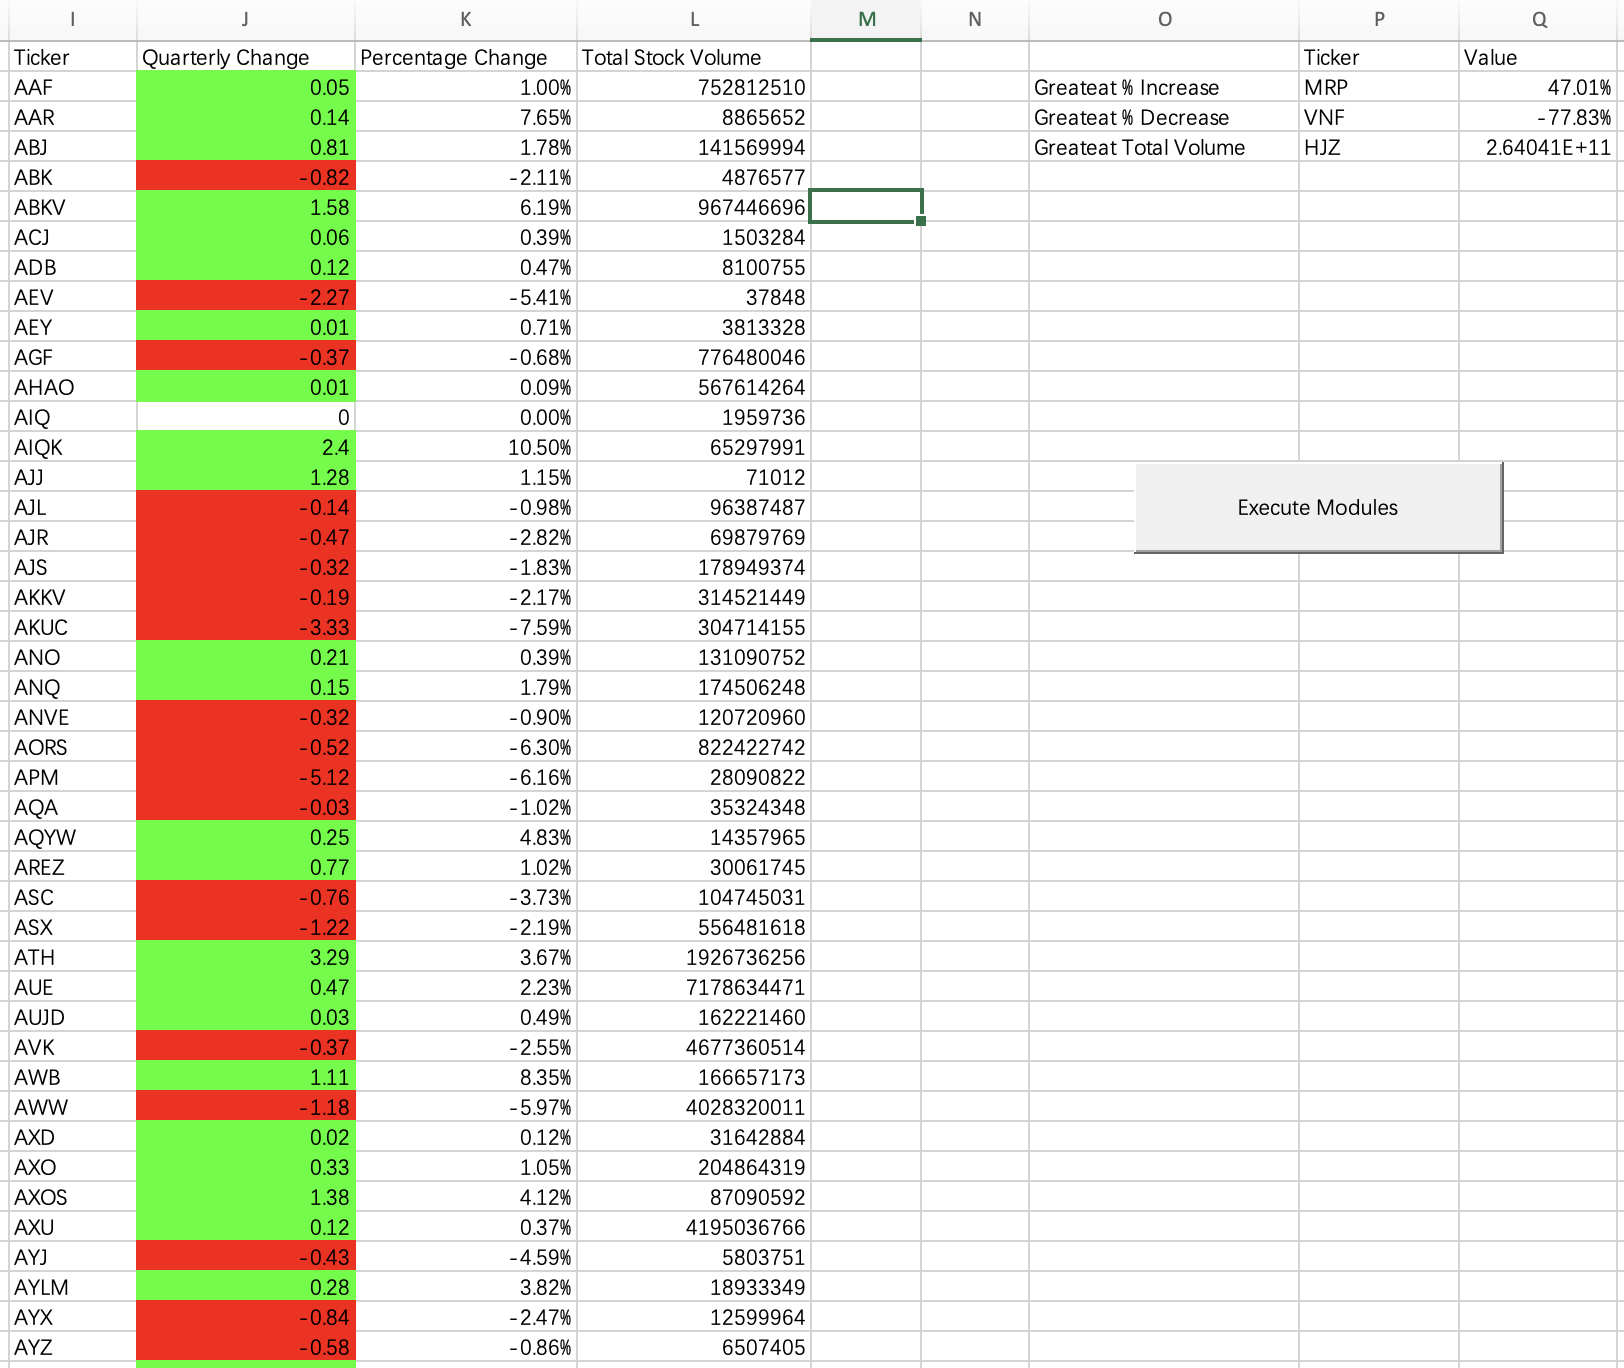 I J K L M N O P Q
Ticker Quarterly Change Percentage Change Total Stock Volume Ticker Value
AAF 0.05 1.00% 752812510 Greateat % Increase MRP 47.01%
AAR 0.14 7.65% 8865652 Greateat % Decrease VNF -77.83%
ABJ 0.81 1.78% 141569994 Greateat Total Volume HJZ 2.64041E+11
ABK -0.82 -2.11% 4876577
ABKV 1.58 6.19% 967446696
ACJ 0.06 0.39% 1503284
ADB 0.12 0.47% 8100755
AEV -2.27 -5.41% 37848
AEY 0.01 0.71% 3813328
AGF -0.37 -0.68% 776480046
AHAO 0.01 0.09% 567614264
AIQ 0 0.00% 1959736
AIQK 2.4 10.50% 65297991
AJJ 1.28 1.15% 71012
AJL -0.14 -0.98% 96387487 Execute Modules
AJR -0.47 -2.82% 69879769
AJS -0.32 -1.83% 178949374
AKKV -0.19 -2.17% 314521449
AKUC -3.33 -7.59% 304714155
ANO 0.21 0.39% 131090752
ANQ 0.15 1.79% 174506248
ANVE -0.32 -0.90% 120720960
AORS -0.52 -6.30% 822422742
APM -5.12 -6.16% 28090822
AQA -0.03 -1.02% 35324348
AQYW 0.25 4.83% 14357965
AREZ 0.77 1.02% 30061745
ASC -0.76 -3.73% 104745031
ASX -1.22 -2.19% 556481618
ATH 3.29 3.67% 1926736256
AUE 0.47 2.23% 7178634471
AUJD 0.03 0.49% 162221460
AVK -0.37 -2.55% 4677360514
AWB 1.11 8.35% 166657173
AWW -1.18 -5.97% 4028320011
AXD 0.02 0.12% 31642884
AXO 0.33 1.05% 204864319
AXOS 1.38 4.12% 87090592
AXU 0.12 0.37% 4195036766
AYJ -0.43 -4.59% 5803751
AYLM 0.28 3.82% 18933349
AYX -0.84 -2.47% 12599964
AYZ -0.58 -0.86% 6507405